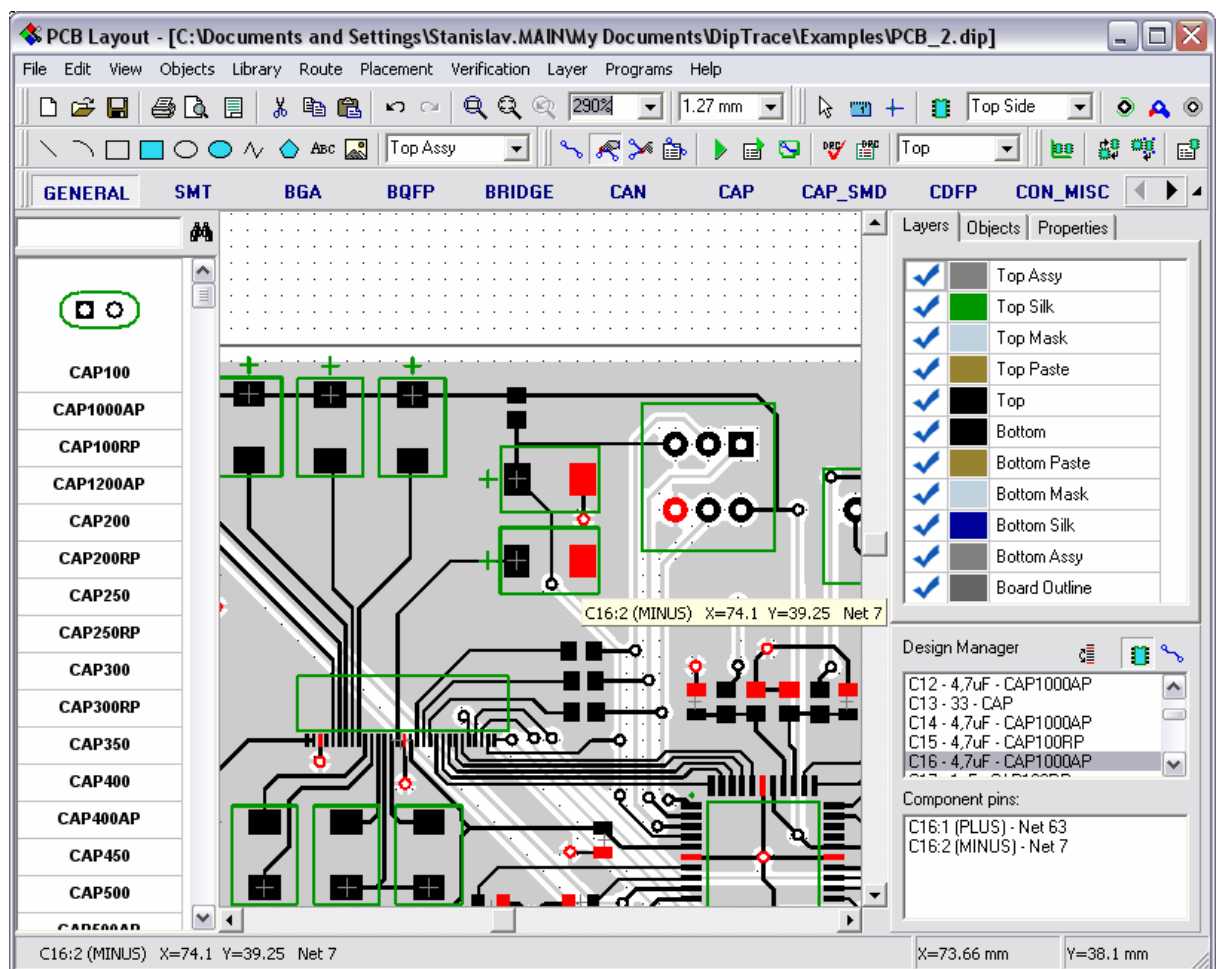 PCB Layout - [C:\Documents and Settings\Stanislav.MAIN\My Documents\DipTrace\Examples\PCB_2.dip]
File Edit View Objects Library Route Placement Verification Layer Programs Help
290% 1.27 mm Top Side
ABC Top Assy DRC DRC Top
GENERAL SMT BGA BQFP BRIDGE CAN CAP CAP_SMD CDFP CON_MISC
Layers Objects Properties
Top Assy
Top Silk
Top Mask
Top Paste
Top
Bottom
Bottom Paste
Bottom Mask
Bottom Silk
Bottom Assy
Board Outline
CAP100
CAP1000AP
CAP100RP
CAP1200AP
CAP200
CAP200RP
CAP250
CAP250RP
CAP300
CAP300RP
CAP350
CAP400
CAP400AP
CAP450
CAP500
CAP500AP
C16:2 (MINUS) X=74.1 Y=39.25 Net 7
Design Manager
C12 - 4,7uF - CAP1000AP
C13 - 33 - CAP
C14 - 4,7uF - CAP1000AP
C15 - 4,7uF - CAP100RP
C16 - 4,7uF - CAP1000AP
Component pins:
C16:1 (PLUS) - Net 63
C16:2 (MINUS) - Net 7
C16:2 (MINUS) X=74.1 Y=39.25 Net 7 X=73.66 mm Y=38.1 mm